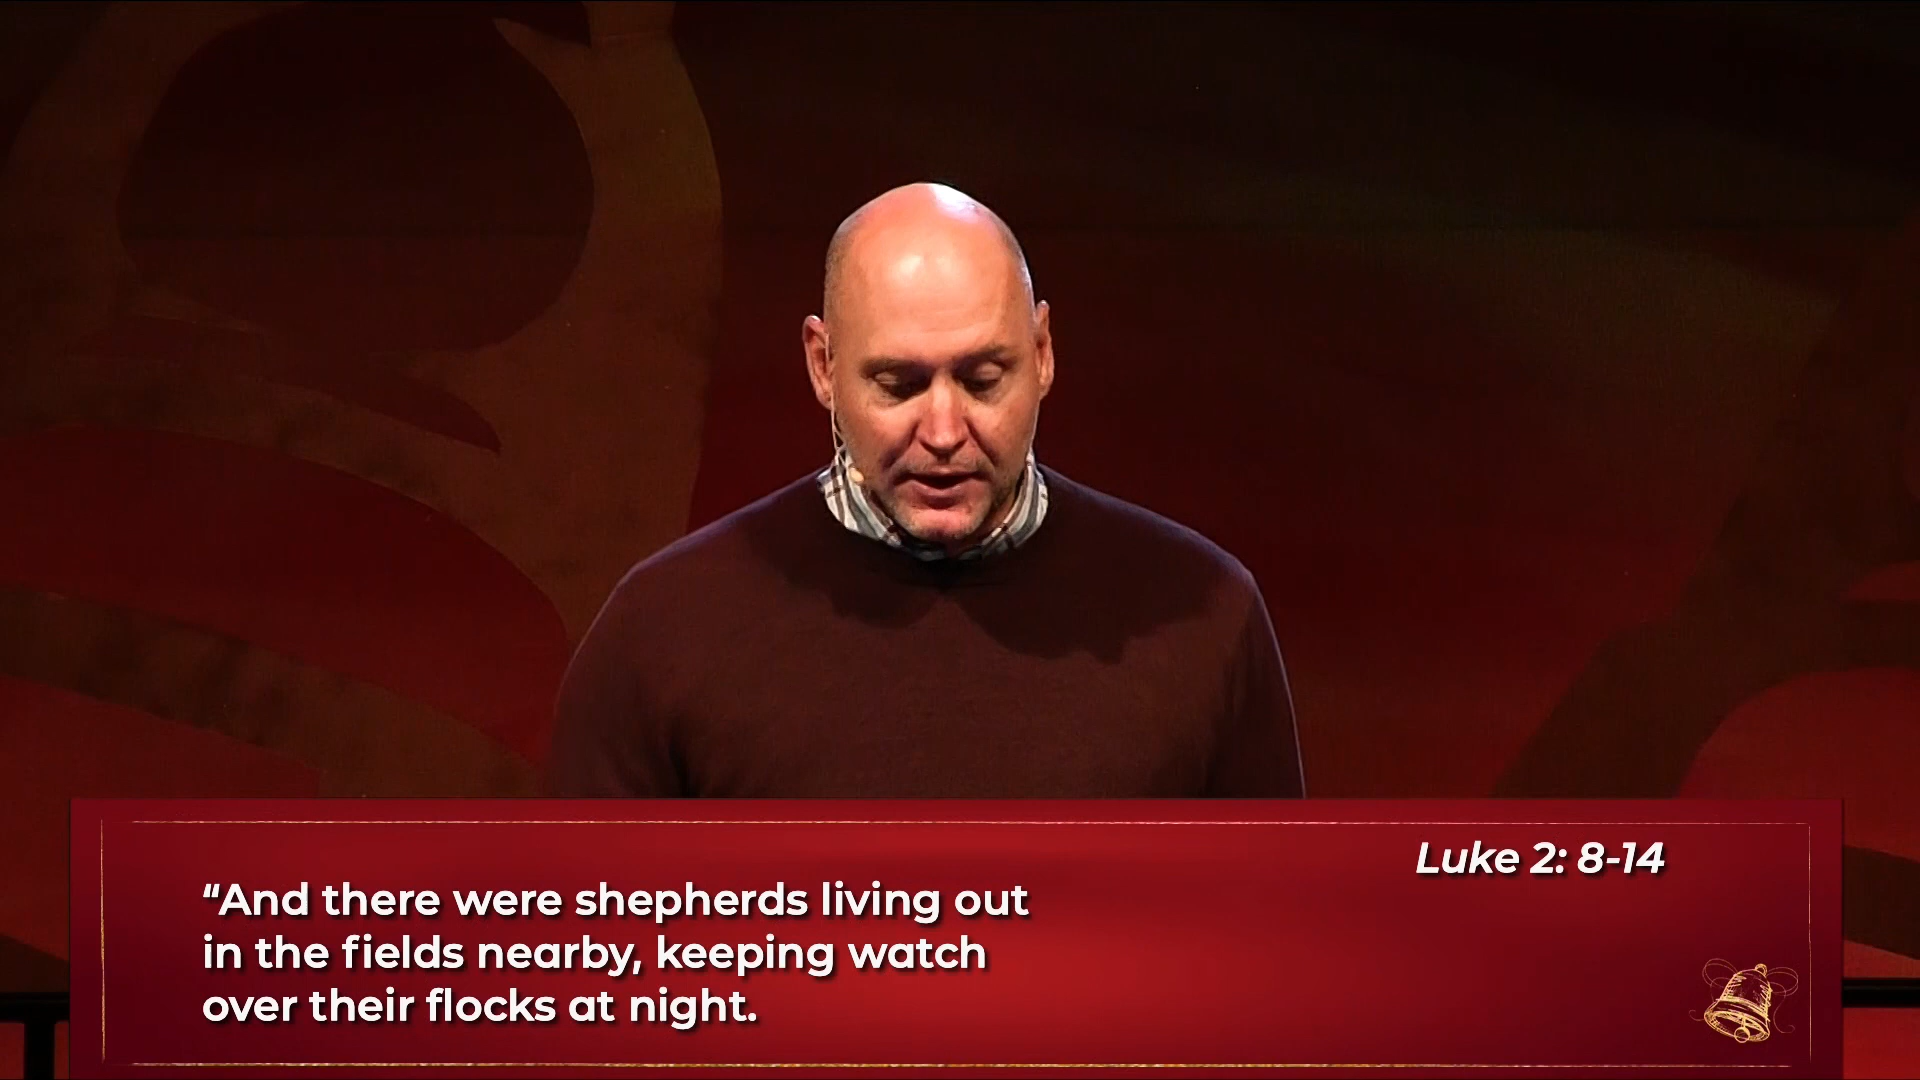 Luke 2: 8-14
“And there were shepherds living out
in the fields nearby, keeping watch
over their flocks at night.